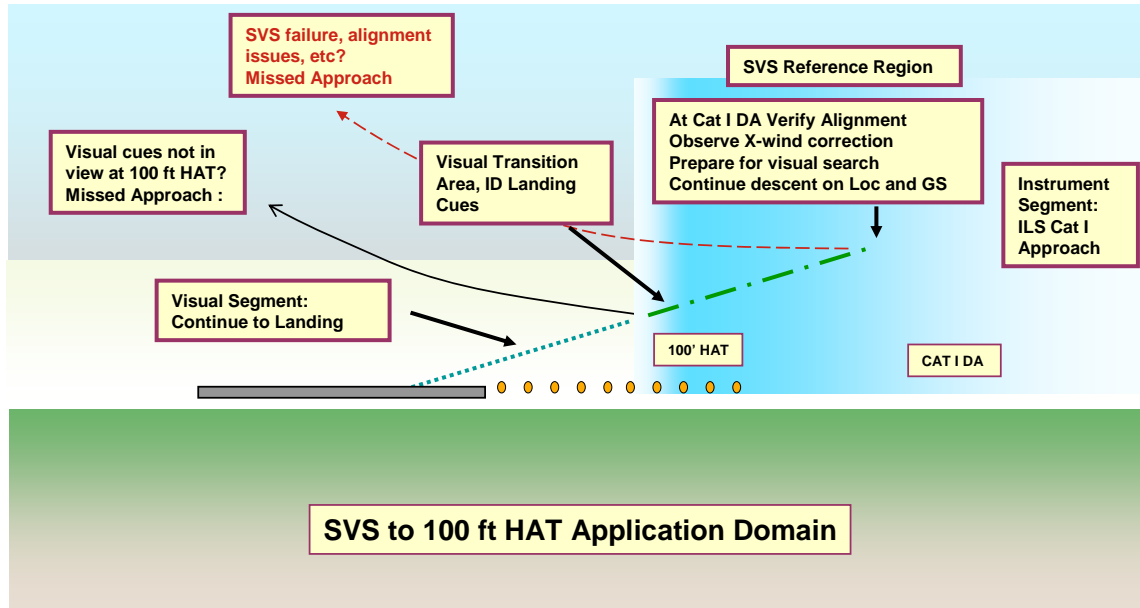 SVS failure, alignment
issues, etc?
Missed Approach
SVS Reference Region
At Cat I DA Verify Alignment
Observe X-wind correction
Prepare for visual search
Continue descent on Loc and GS
Visual cues not in
view at 100 ft HAT?
Missed Approach :
Visual Transition
Area, ID Landing
Cues
Instrument
Segment:
ILS Cat I
Approach
Visual Segment:
Continue to Landing
100' HAT
CAT I DA
SVS to 100 ft HAT Application Domain